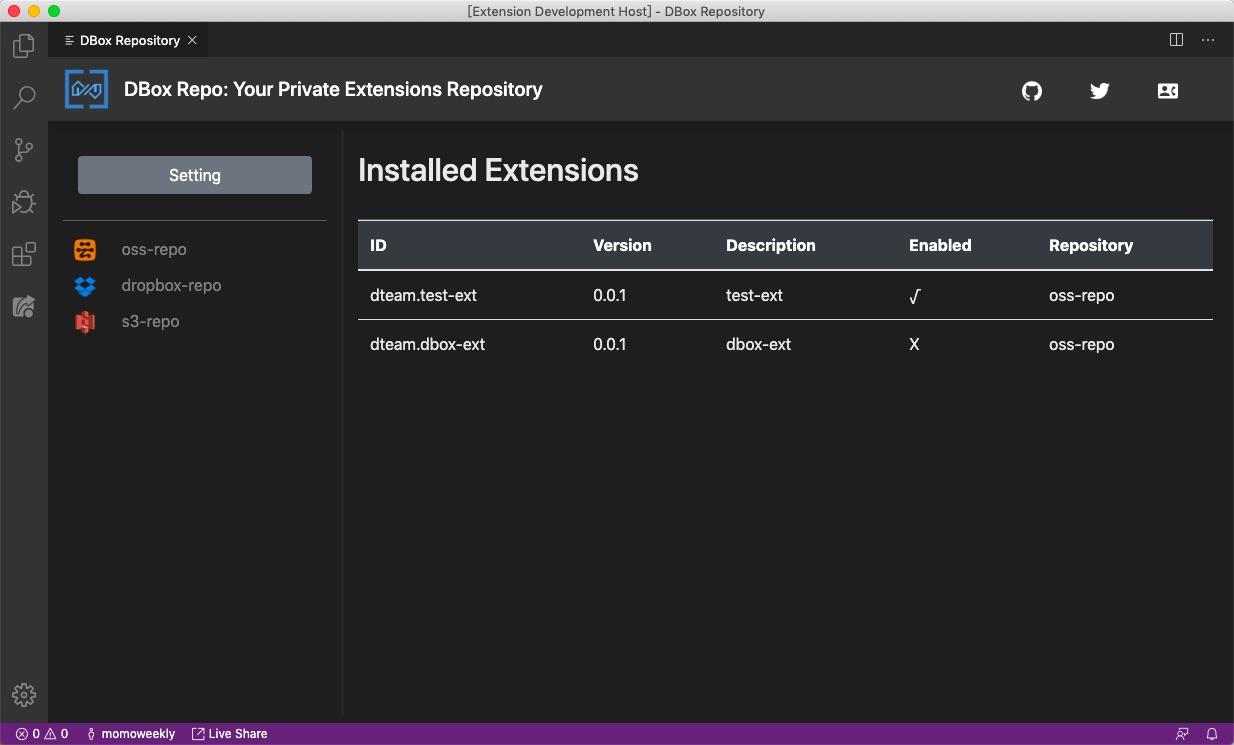 [Extension Development Host] - DBox Repository
DBox Repository
DBox Repo: Your Private Extensions Repository
Setting
oss-repo
dropbox-repo
s3-repo
Installed Extensions
ID Version Description Enabled Repository
dteam.test-ext 0.0.1 test-ext √ oss-repo
dteam.dbox-ext 0.0.1 dbox-ext X oss-repo
0 0 momoweekly Live Share